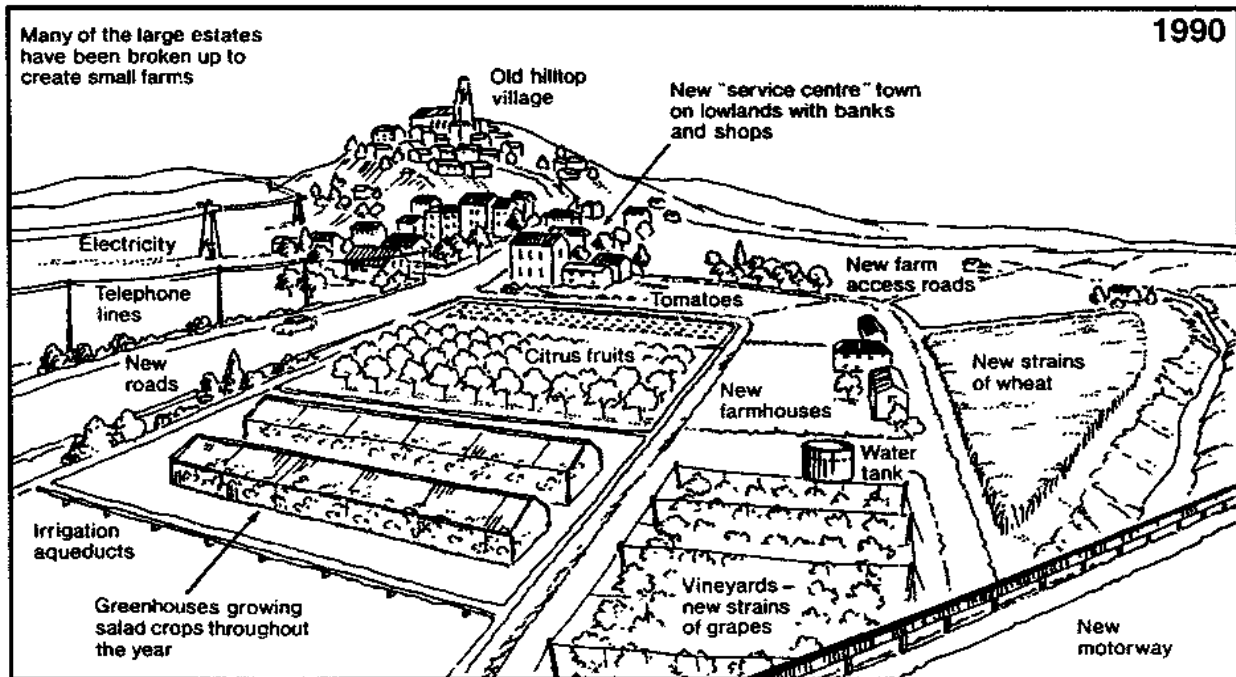 Many of the large estates
have been broken up to
create small farms
1990
Old hilltop
village
New "service centre" town
on lowlands with banks
and shops
Electricity
Telephone
lines
New
roads
Tomatoes
New farm
access roads
Citrus fruits
New strains
of wheat
New
farmhouses
Water
tank
Irrigation
aqueducts
Greenhouses growing
salad crops throughout
the year
Vineyards –
new strains
of grapes
New
motorway